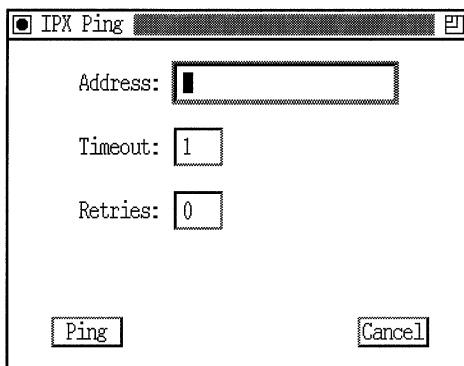 IPX Ping
Address:
Timeout: 1
Retries: 0
Ping Cancel